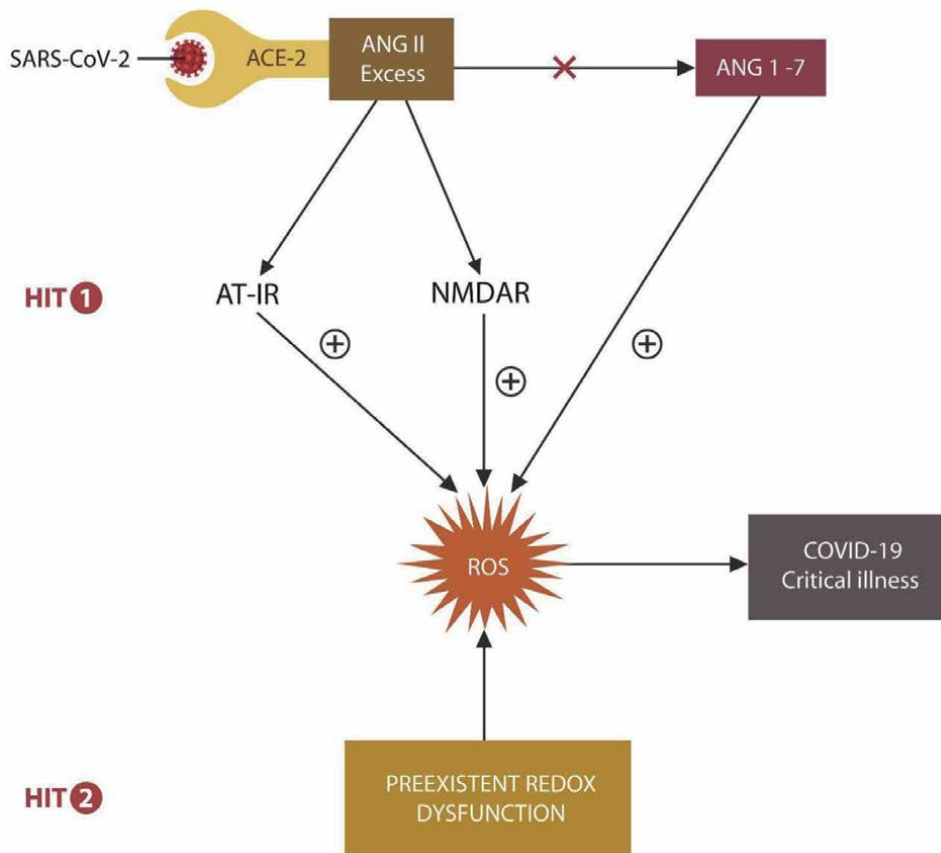 SARS-CoV-2
ACE-2
ANG II
Excess
ANG 1 -7
HIT 1
AT-IR
NMDAR
ROS
COVID-19
Critical illness
HIT 2
PREEXISTENT REDOX
DYSFUNCTION